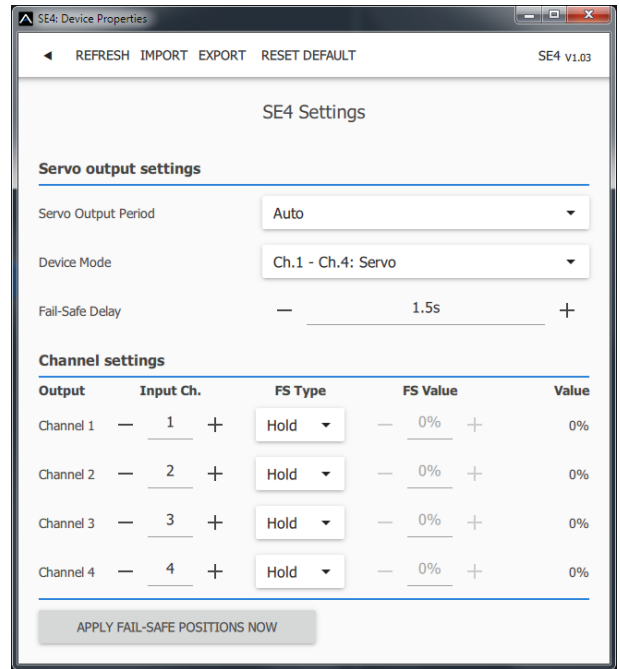 SE4: Device Properties
REFRESH IMPORT EXPORT RESET DEFAULT SE4 V1.03
SE4 Settings
Servo output settings
Servo Output Period Auto
Device Mode Ch.1 - Ch.4: Servo
Fail-Safe Delay — 1.5s +
Channel settings
Output Input Ch. FS Type FS Value Value
Channel 1 — 1 + Hold — 0% + 0%
Channel 2 — 2 + Hold — 0% + 0%
Channel 3 — 3 + Hold — 0% + 0%
Channel 4 — 4 + Hold — 0% + 0%
APPLY FAIL-SAFE POSITIONS NOW